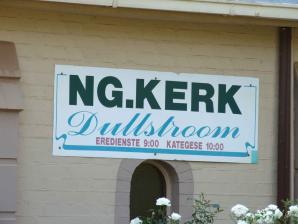 NG.KERK
Dullstroom
EREDIENSTE 9:00 KATEGESE 10:00